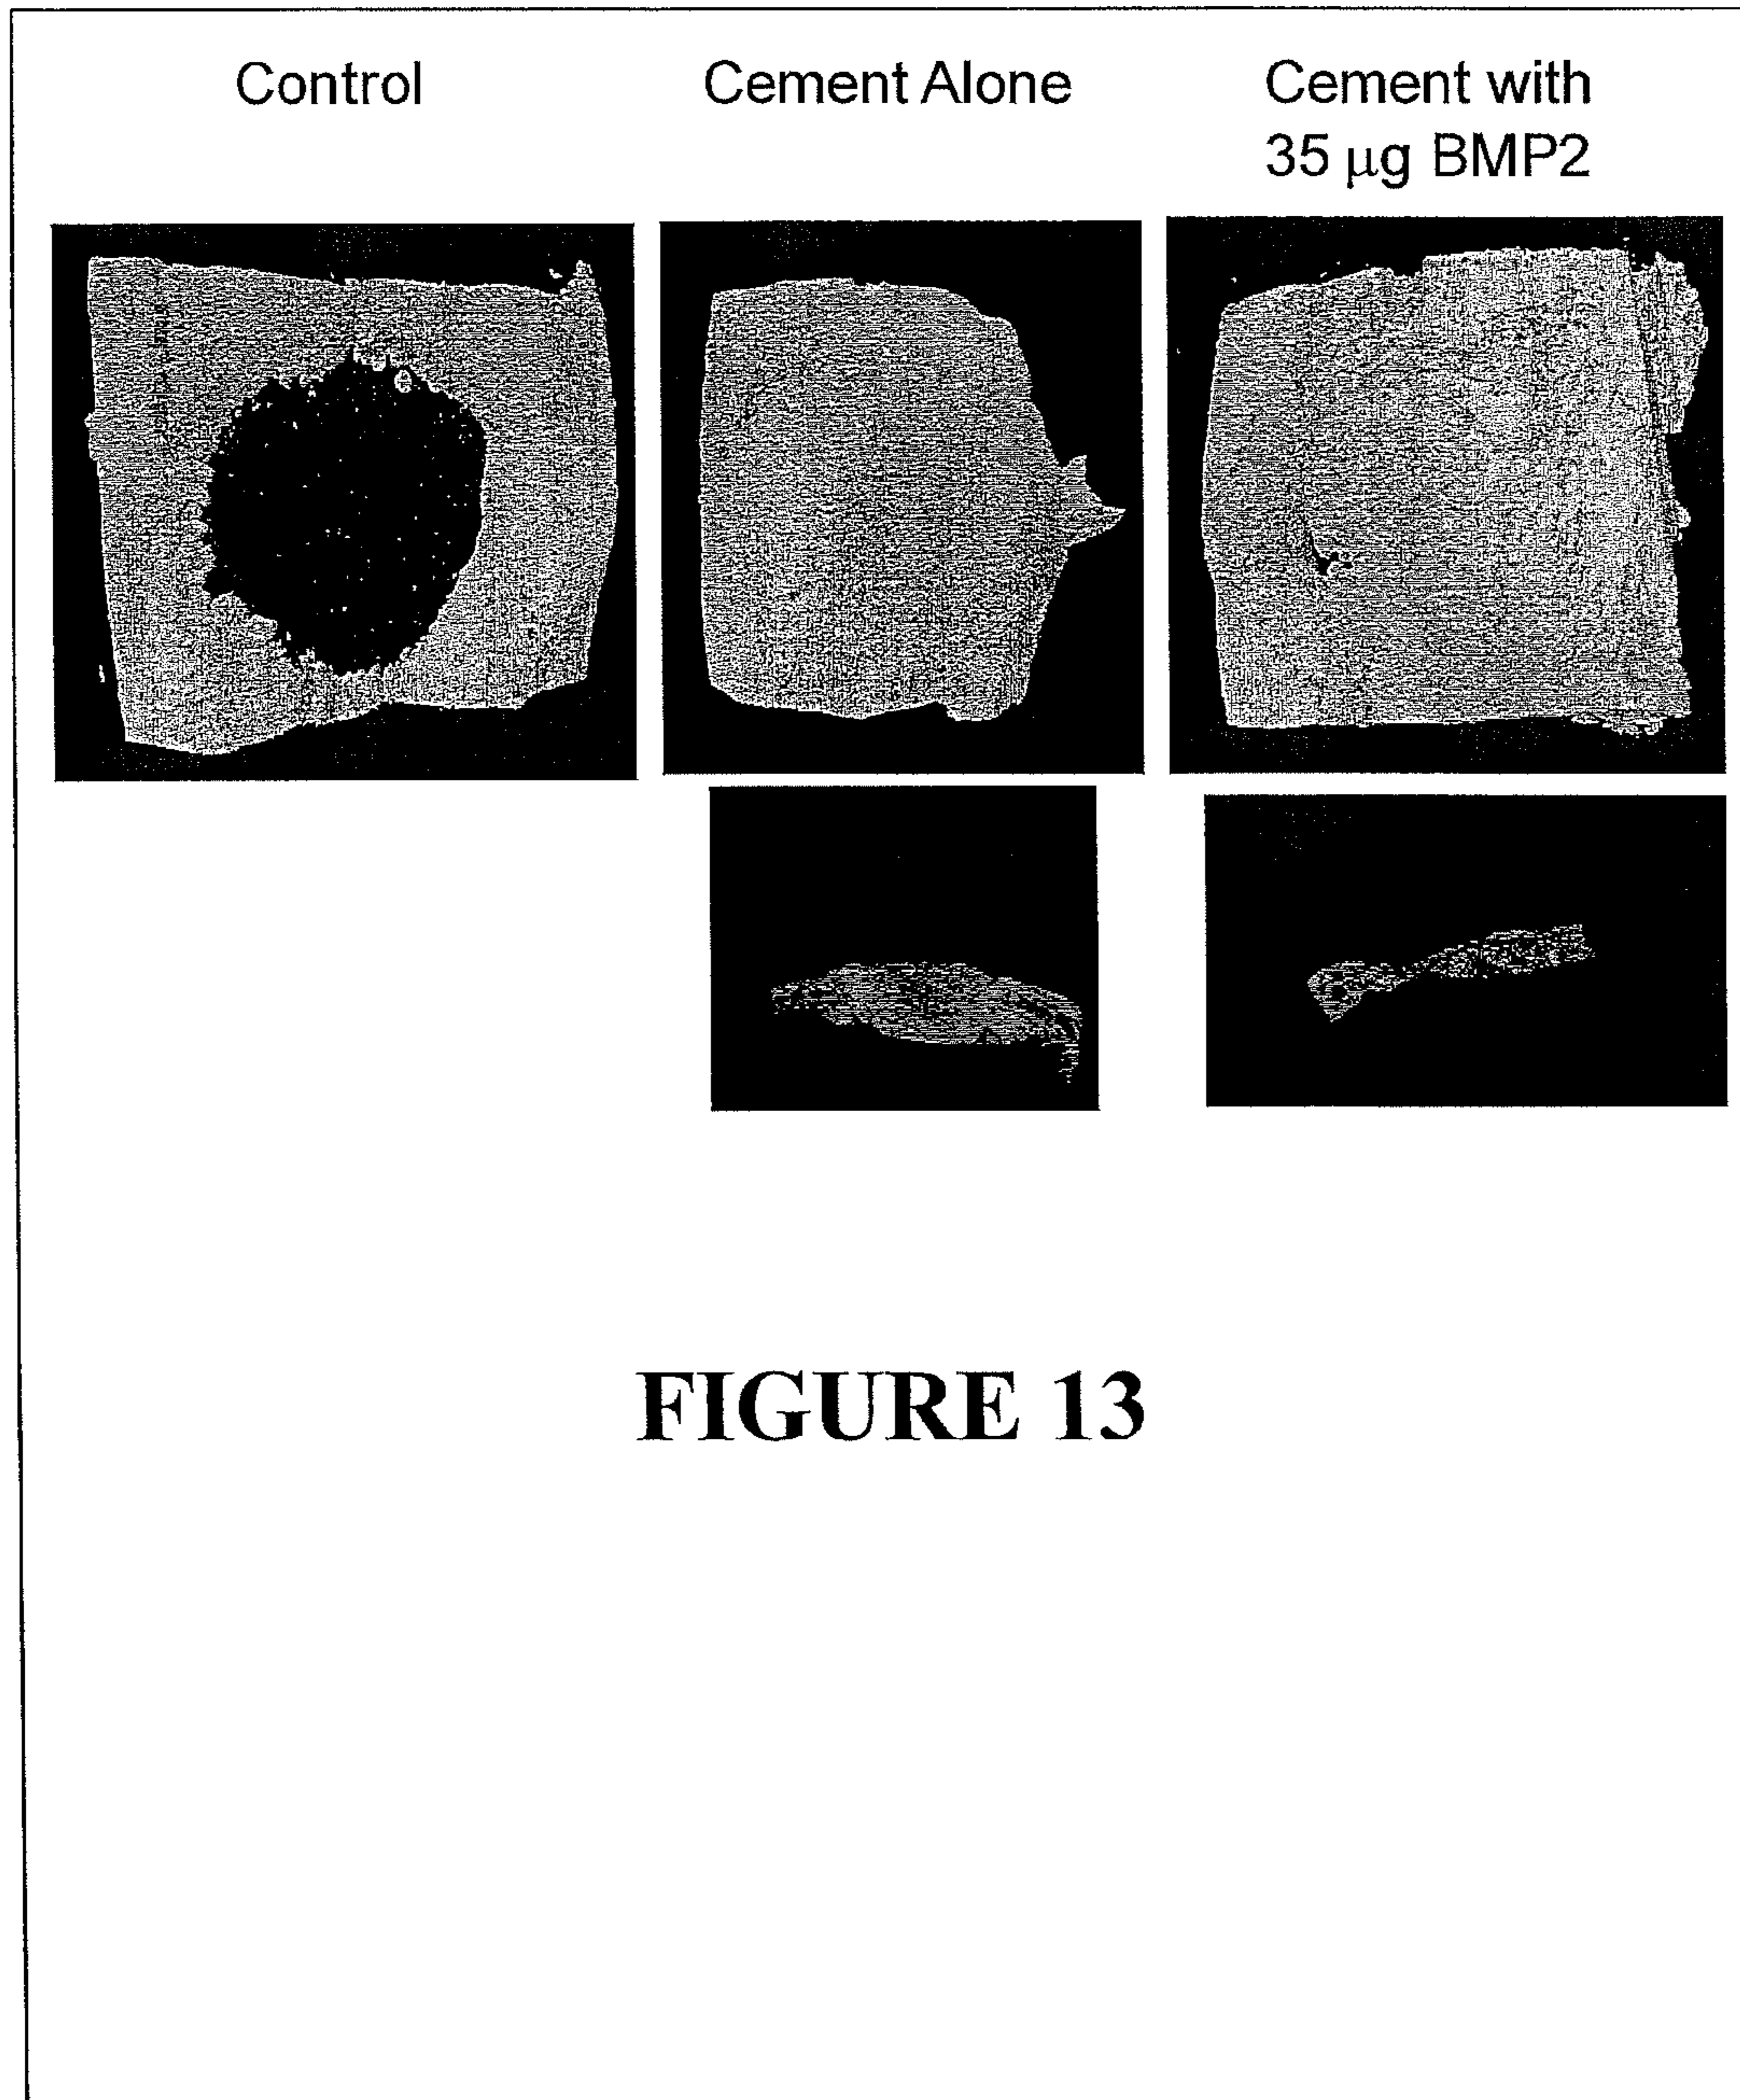 Control
Cement Alone
Cement with
35 μg BMP2
FIGURE 13